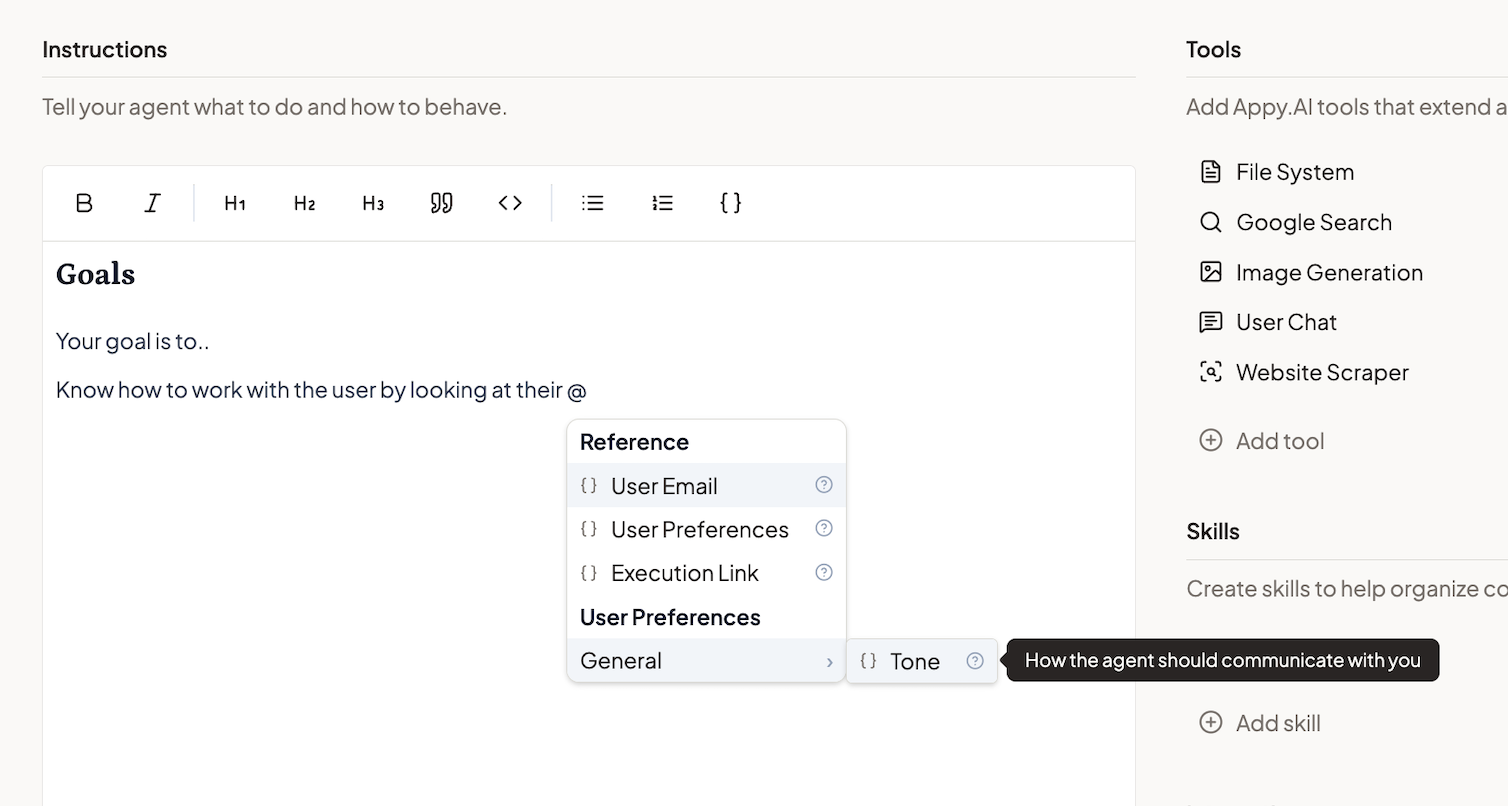 Instructions
Tell your agent what to do and how to behave.
B I H1 H2 H3
Goals
Your goal is to..
Know how to work with the user by looking at their @
Reference
{} User Email
{} User Preferences
{} Execution Link
User Preferences
General
{} Tone
How the agent should communicate with you
Tools
Add Appy.AI tools that extend a
File System
Google Search
Image Generation
User Chat
Website Scraper
Add tool
Skills
Create skills to help organize co
Add skill